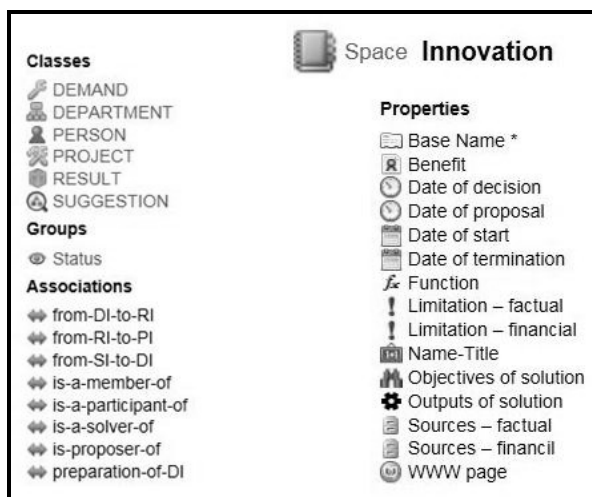 Space Innovation
Classes
DEMAND
DEPARTMENT
PERSON
PROJECT
RESULT
SUGGESTION
Groups
Status
Associations
from-DI-to-RI
from-RI-to-PI
from-SI-to-DI
is-a-member-of
is-a-participant-of
is-a-solver-of
is-proposer-of
preparation-of-DI
Properties
Base Name *
Benefit
Date of decision
Date of proposal
Date of start
Date of termination
Function
Limitation – factual
Limitation – financial
Name-Title
Objectives of solution
Outputs of solution
Sources – factual
Sources – financil
WWW page